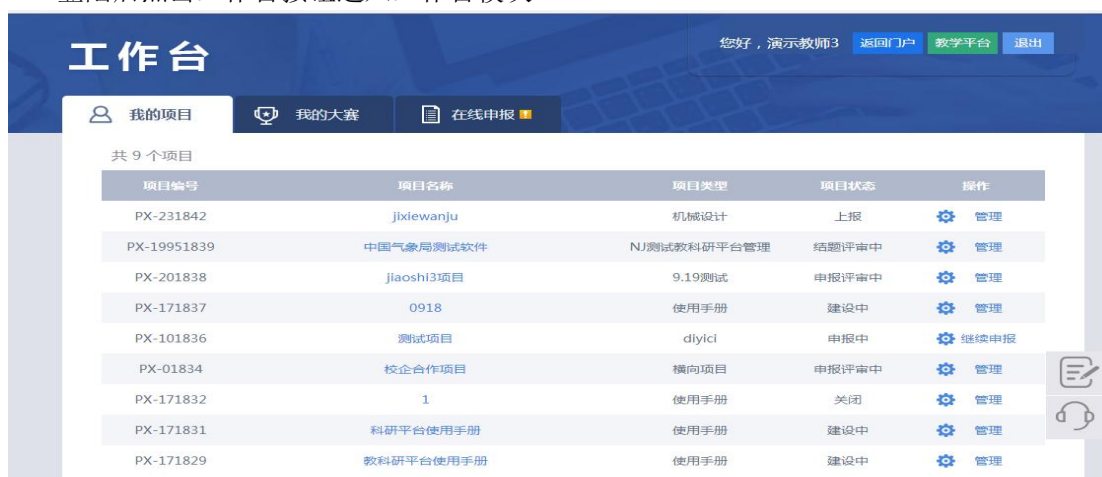 工作台
您好，演示教师3 返回门户 教学平台 退出
我的项目 我的大赛 在线申报
共 9 个项目
项目编号 项目名称 项目类型 项目状态 操作
PX-231842 jixiewanju 机械设计 上报 管理
PX-19951839 中国气象局测试软件 NJ测试教科研平台管理 结题评审中 管理
PX-201838 jiaoshi3项目 9.19测试 申报评审中 管理
PX-171837 0918 使用手册 建设中 管理
PX-101836 测试项目 diyici 申报中 继续申报
PX-01834 校企合作项目 横向项目 申报评审中 管理
PX-171832 1 使用手册 关闭 管理
PX-171831 科研平台使用手册 使用手册 建设中 管理
PX-171829 教科研平台使用手册 使用手册 建设中 管理